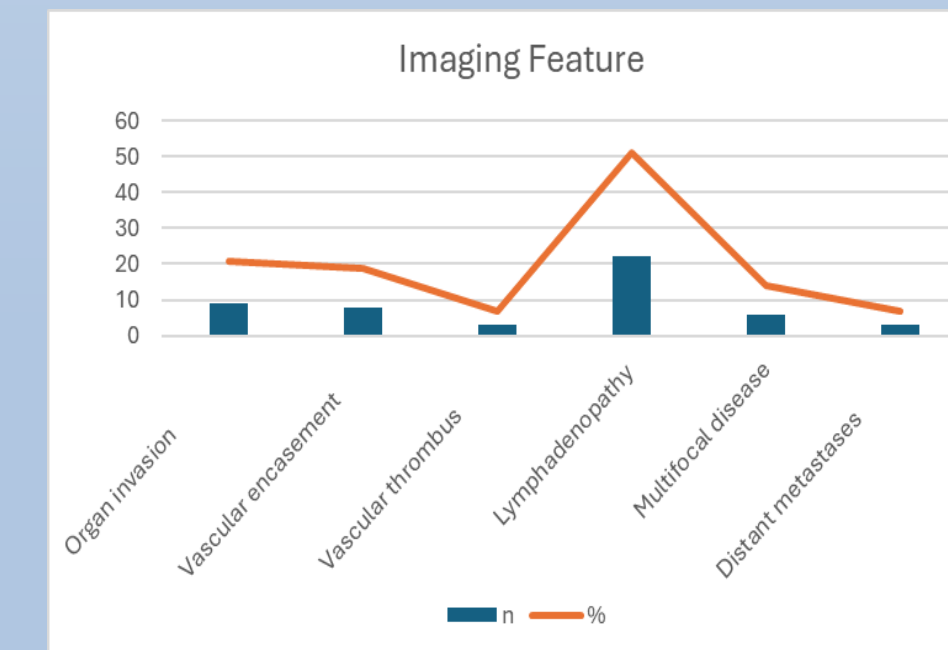 Imaging Feature
60
50
40
30
20
10
0
Organ invasion
Vascular encasement
Vascular thrombus
Lymphadenopathy
Multifocal disease
Distant metastases
n %